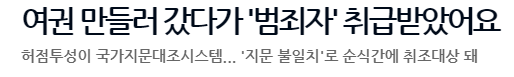 여권 만들러 갔다가 '범죄자' 취급받았어요
허점투성이 국가지문대조시스템... '지문 불일치'로 순식간에 취조대상 돼